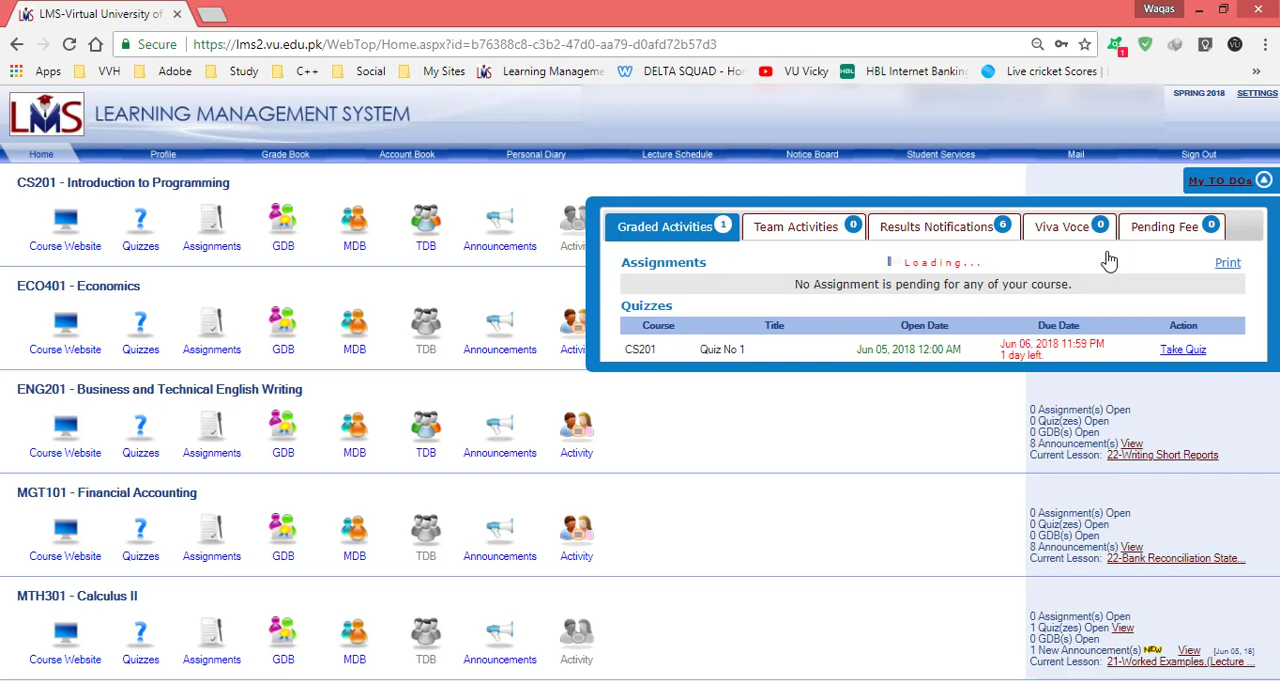 LMS-Virtual University of
Waqas
Secure
https://lms2.vu.edu.pk/WebTop/Home.aspx?id=b76388c8-c3b2-47d0-aa79-d0afd72b57d3
1
Apps VVH Adobe Study C++ Social My Sites Learning Manageme DELTA SQUAD - Ho VU Vicky HBL Internet Banking Live cricket Scores |
LMS LEARNING MANAGEMENT SYSTEM
SPRING 2018 SETTINGS
Home Profile Grade Book Account Book Personal Diary Lecture Schedule Notice Board Student Services Mail Sign Out
My TO DOs
CS201 - Introduction to Programming
Course Website Quizzes Assignments GDB MDB TDB Announcements Activi
Graded Activities 1 Team Activities 0 Results Notifications 6 Viva Voce 0 Pending Fee 0
Assignments Loading... Print
No Assignment is pending for any of your course.
Quizzes
Course Title Open Date Due Date Action
CS201 Quiz No 1 Jun 05, 2018 12:00 AM Jun 06, 2018 11:59 PM Take Quiz
1 day left.
ECO401 - Economics
Course Website Quizzes Assignments GDB MDB TDB Announcements Activi
ENG201 - Business and Technical English Writing
Course Website Quizzes Assignments GDB MDB TDB Announcements Activity
0 Assignment(s) Open
0 Quiz(zes) Open
0 GDB(s) Open
8 Announcement(s) View
Current Lesson: 22-Writing Short Reports
MGT101 - Financial Accounting
Course Website Quizzes Assignments GDB MDB TDB Announcements Activity
0 Assignment(s) Open
0 Quiz(zes) Open
0 GDB(s) Open
8 Announcement(s) View
Current Lesson: 22-Bank Reconciliation State...
MTH301 - Calculus II
Course Website Quizzes Assignments GDB MDB TDB Announcements Activity
0 Assignment(s) Open
1 Quiz(zes) Open View
0 GDB(s) Open
1 New Announcement(s) NEW View [Jun 05, 18]
Current Lesson: 21-Worked Examples.(Lecture ...